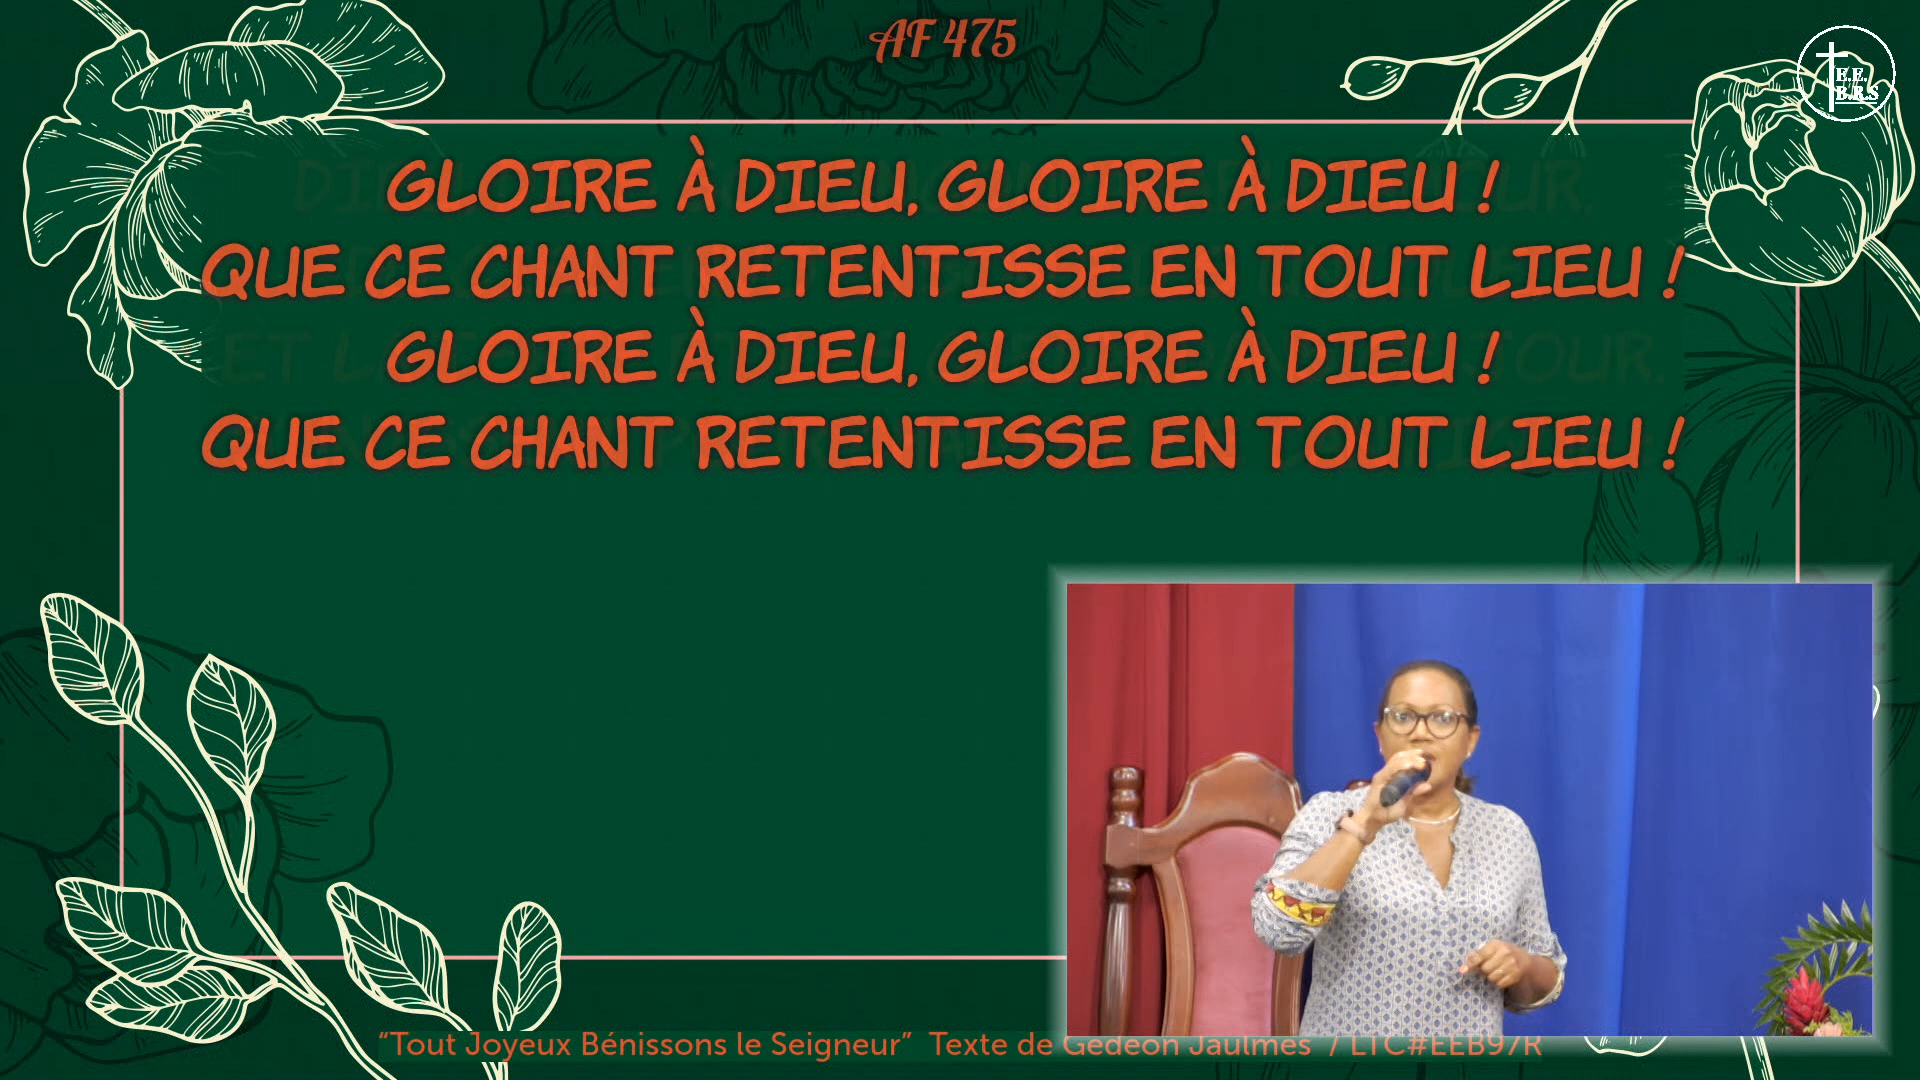 AF 475
E.E.
B.R.S
GLOIRE À DIEU, GLOIRE À DIEU !
QUE CE CHANT RETENTISSE EN TOUT LIEU !
GLOIRE À DIEU, GLOIRE À DIEU !
QUE CE CHANT RETENTISSE EN TOUT LIEU !
“Tout Joyeux Bénissons le Seigneur” Texte de Gédéon Jaulmes / LTC#EEB97R